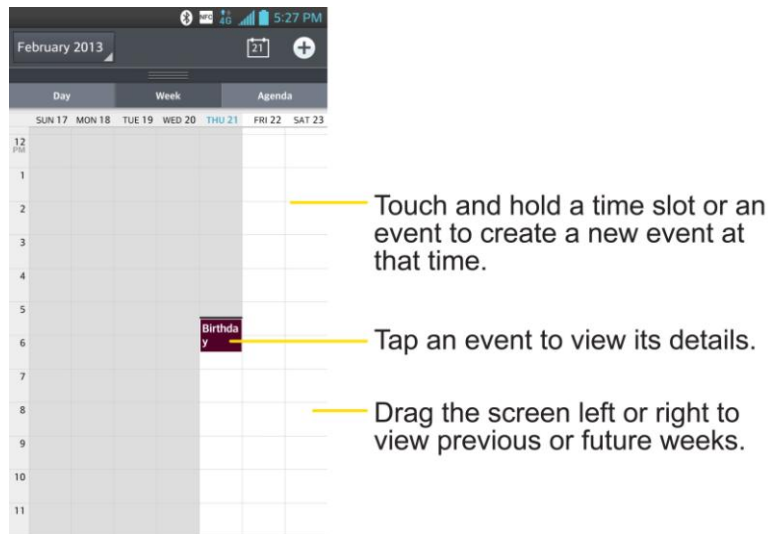 NFC 4G 5:27 PM
February 2013 21
Day Week Agenda
SUN 17 MON 18 TUE 19 WED 20 THU 21 FRI 22 SAT 23
12
PM
1
2
Touch and hold a time slot or an
event to create a new event at
that time.
3
4
5
Birthda
y
6
Tap an event to view its details.
7
8
Drag the screen left or right to
view previous or future weeks.
9
10
11